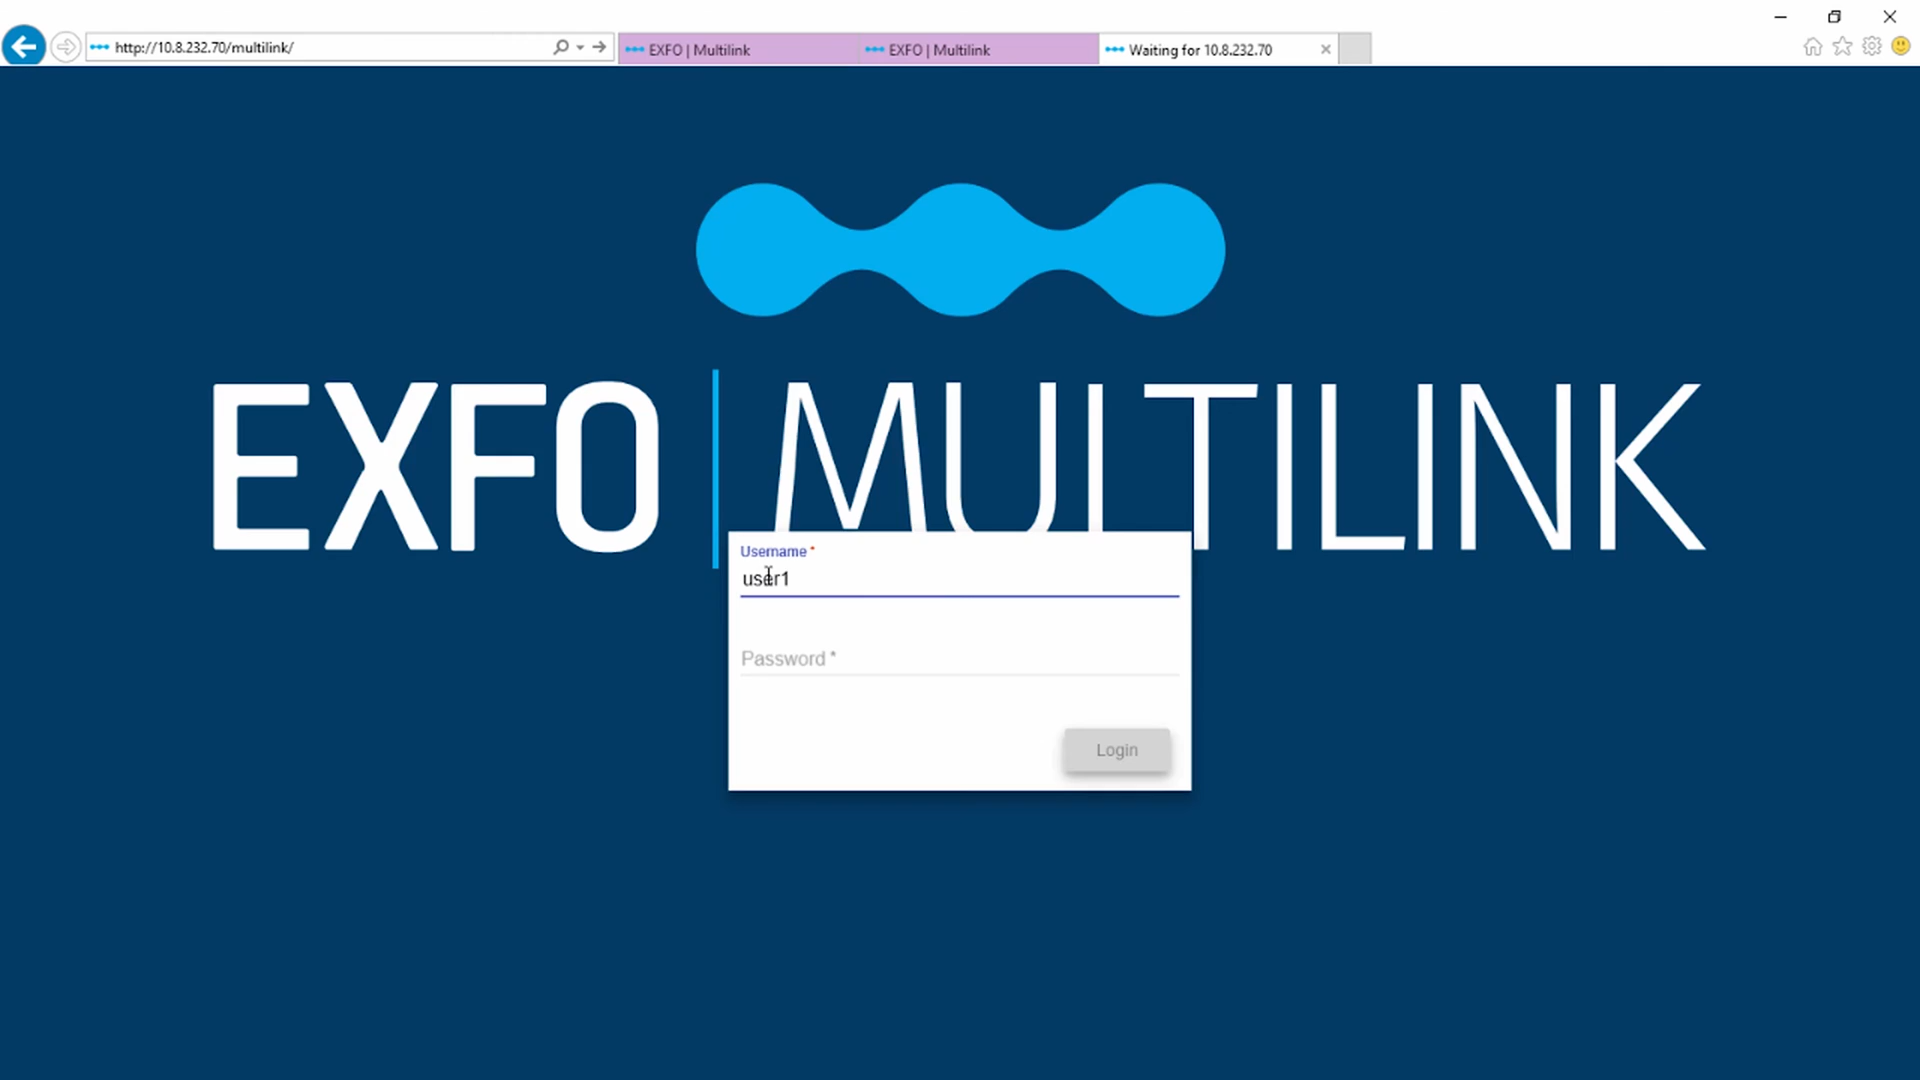 http://10.8.232.70/multilink/
EXFO | Multilink
EXFO | Multilink
Waiting for 10.8.232.70
EXFO | MULTILINK
Username *
user1
Password *
Login